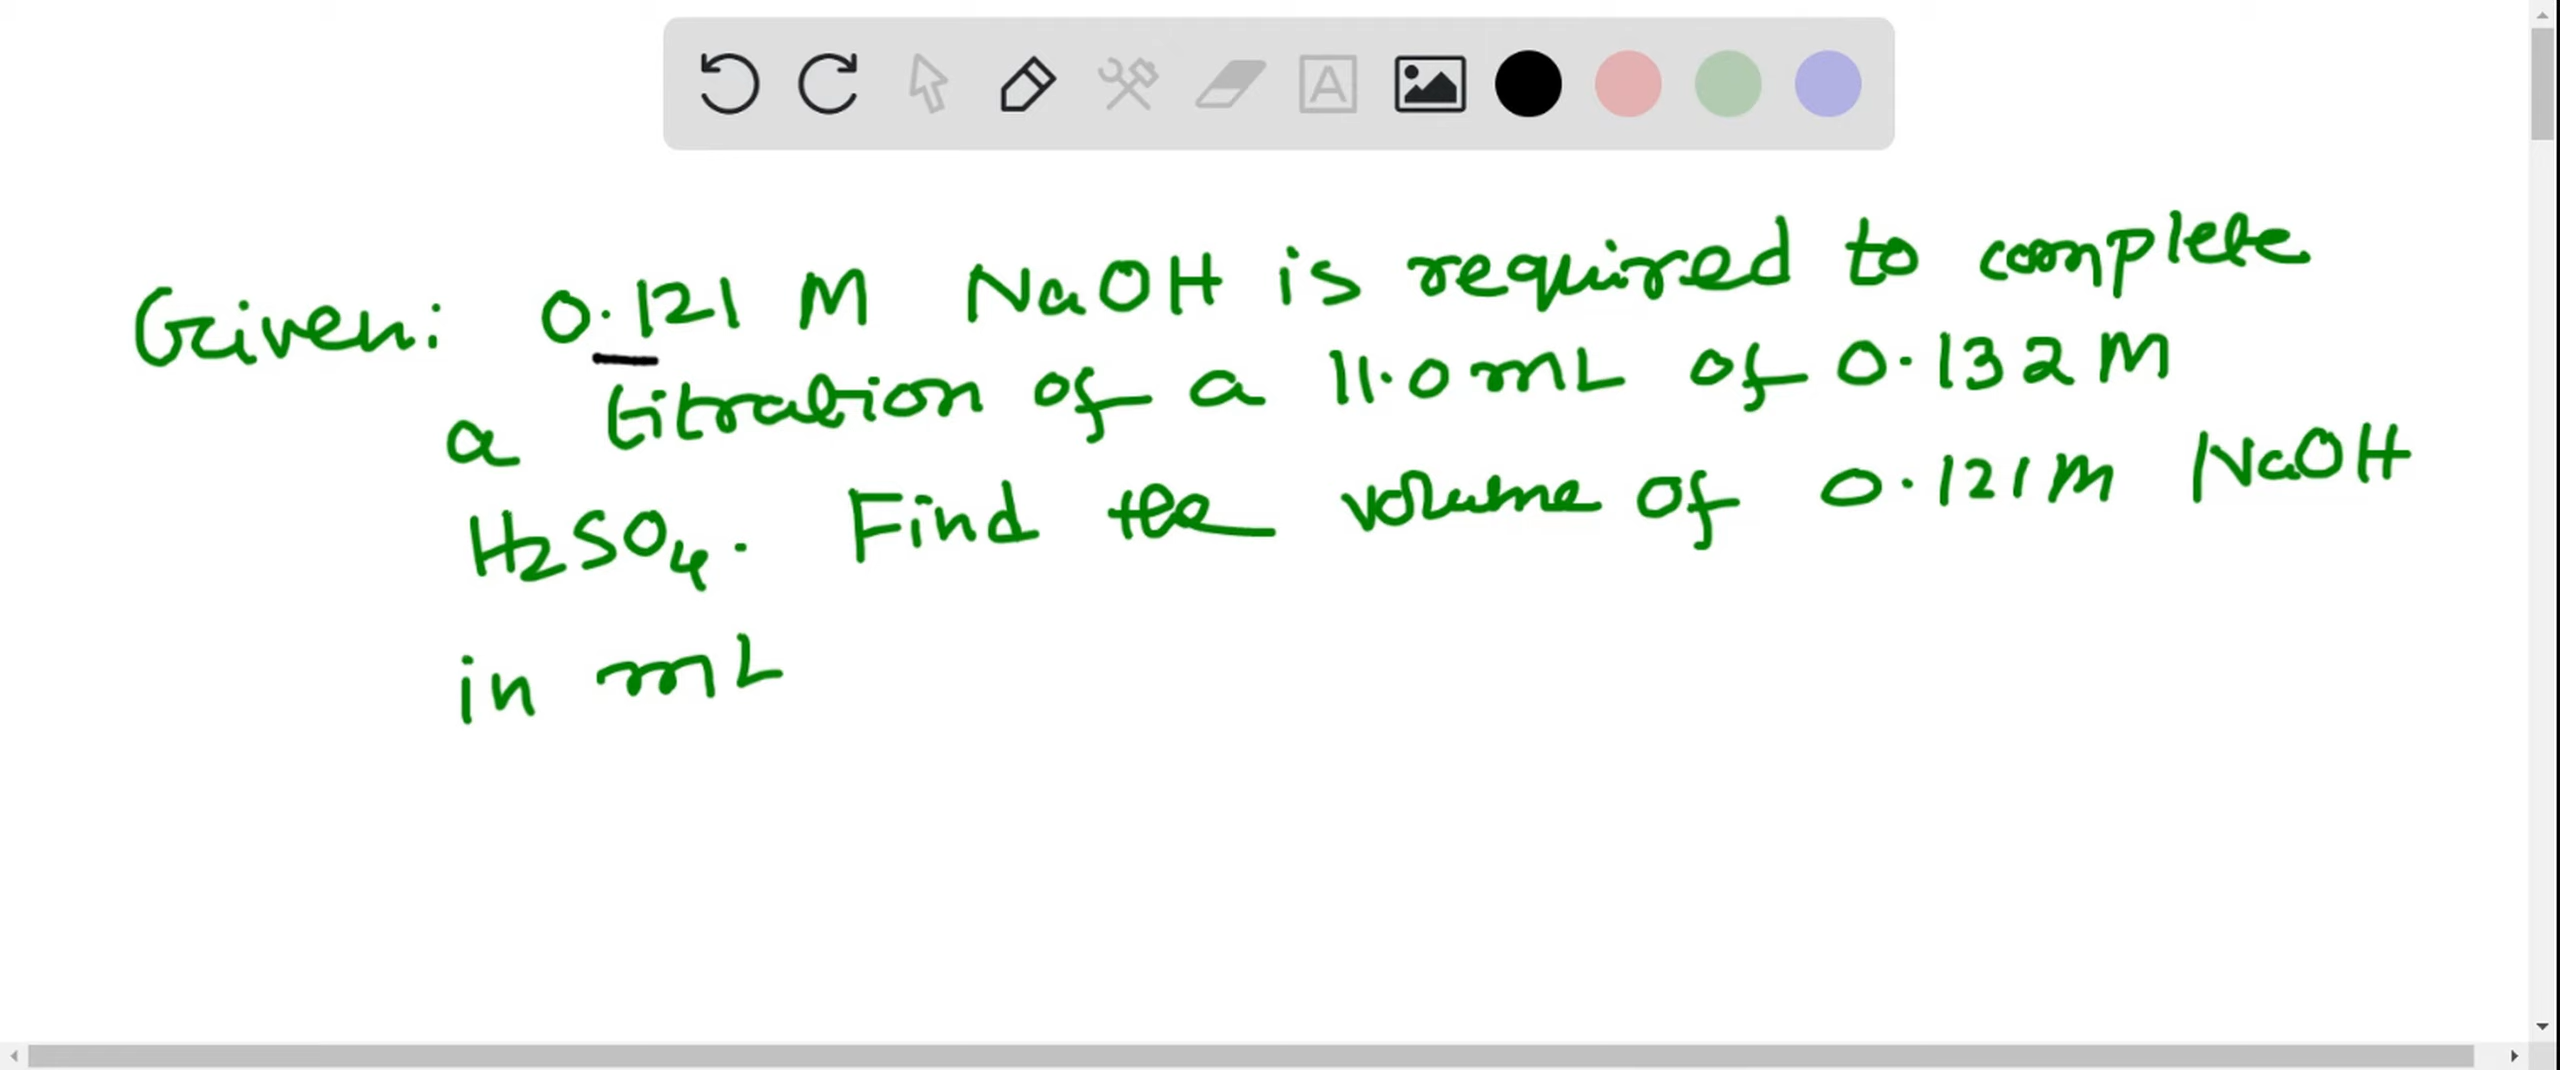 A
Given: 0.121 M NaOH is required to complete
a titration of a 11.0 mL of 0.132 M
H2SO4. Find the volume of 0.121 M NaOH
in mL